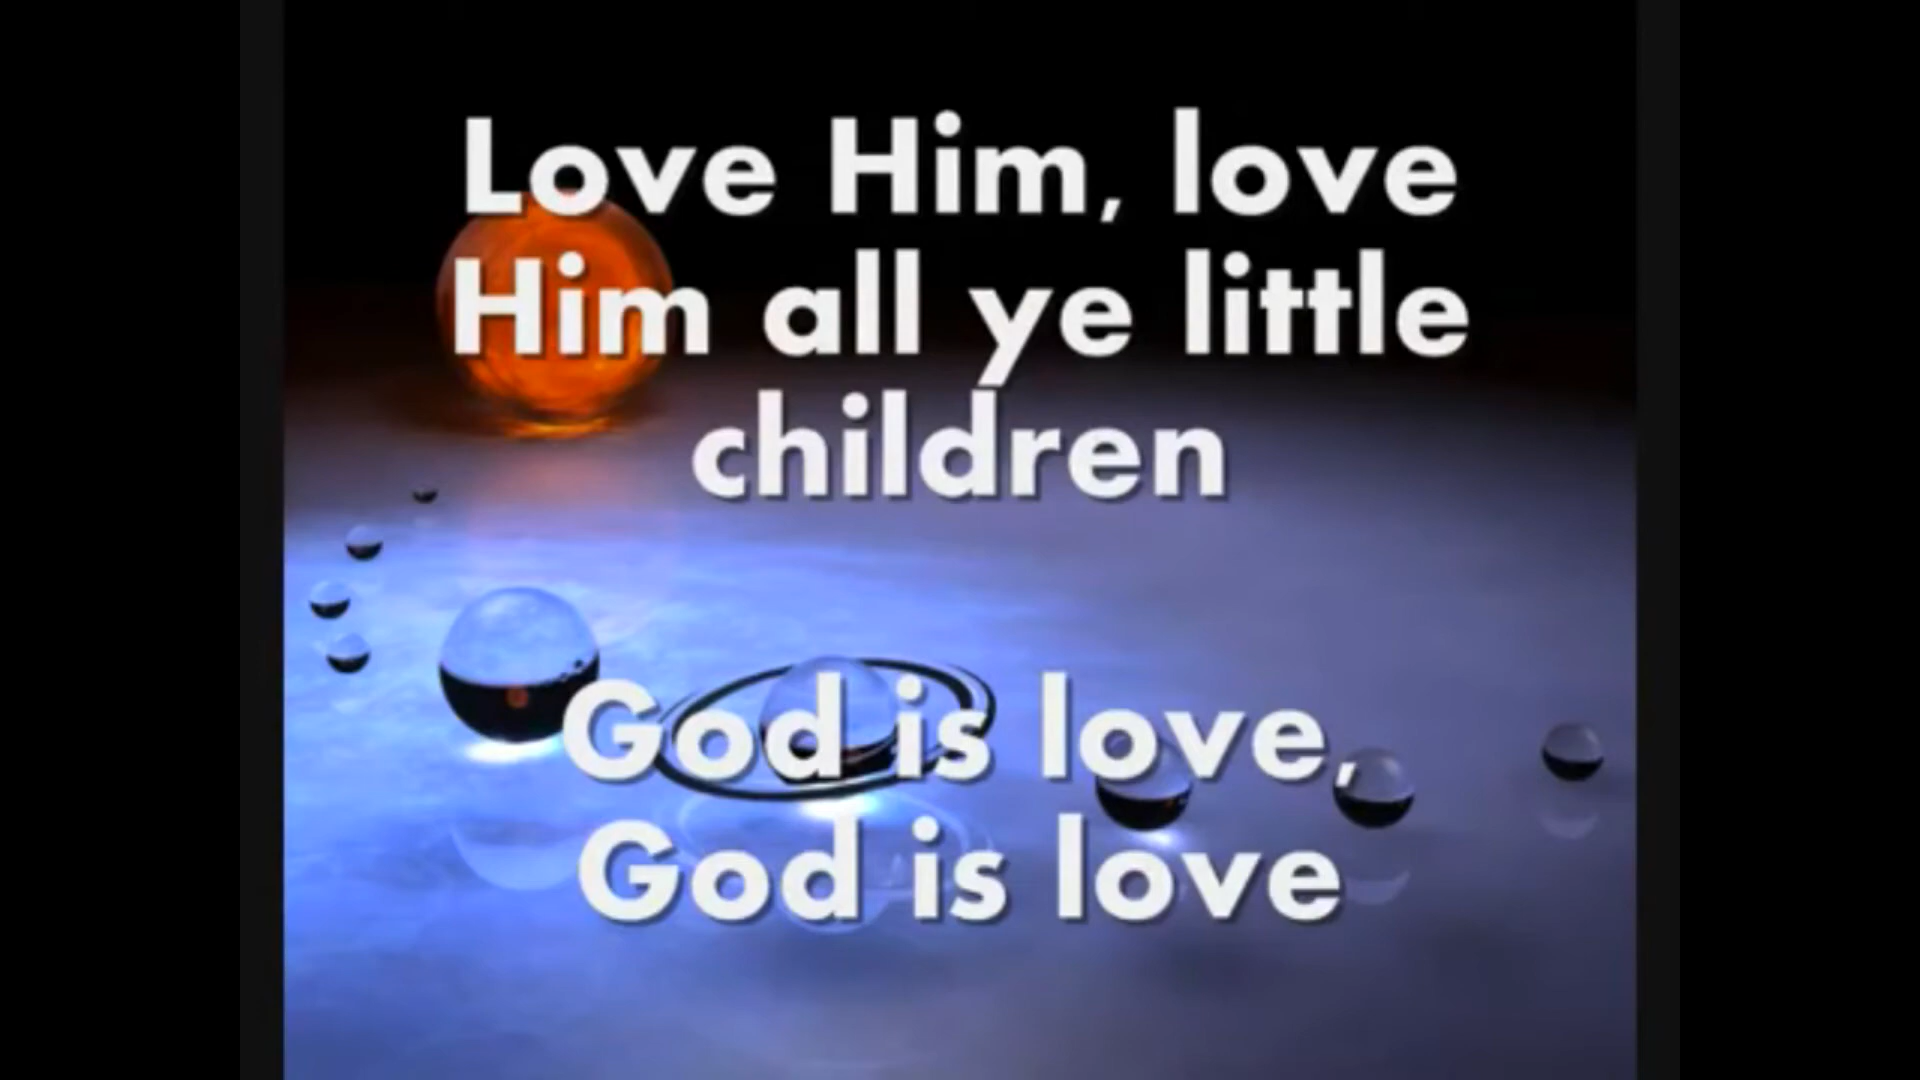 Love Him, love
Him all ye little
children
God is love,
God is love